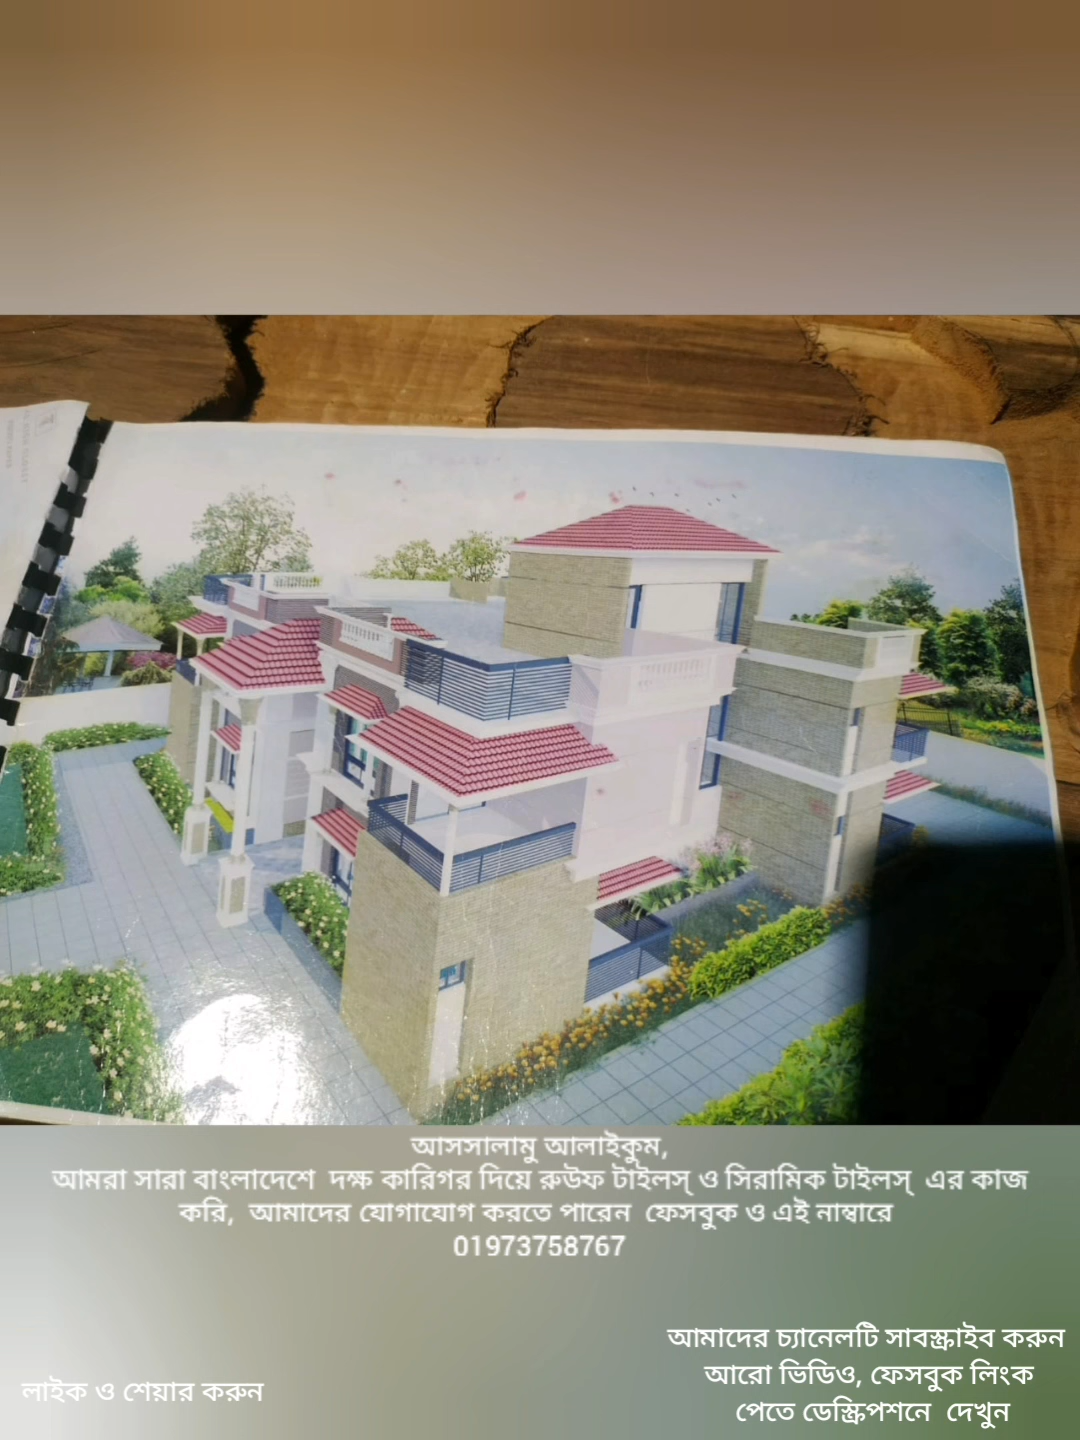 আসসালামু আলাইকুম,
আমরা সারা বাংলাদেশে দক্ষ কারিগর দিয়ে রুউফ টাইলস্ ও সিরামিক টাইলস্ এর কাজ
করি, আমাদের যোগাযোগ করতে পারেন ফেসবুক ও এই নাম্বারে
01973758767
আমাদের চ্যানেলটি সাবস্ক্রাইব করুন
আরো ভিডিও, ফেসবুক লিংক
পেতে ডেস্ক্রিপশনে দেখুন
লাইক ও শেয়ার করুন